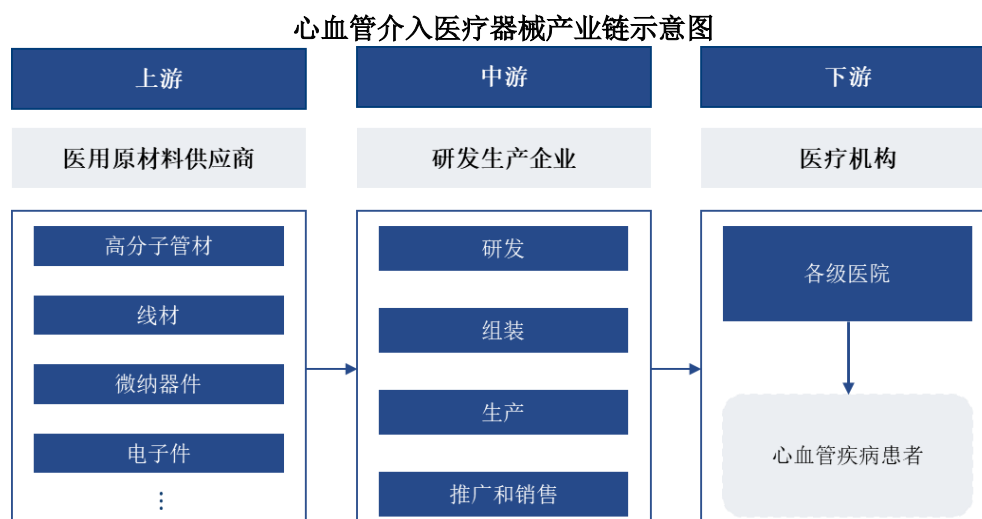 心血管介入医疗器械产业链示意图
上游
医用原材料供应商
高分子管材
线材
微纳器件
电子件
⋮
中游
研发生产企业
研发
组装
生产
推广和销售
下游
医疗机构
各级医院
心血管疾病患者